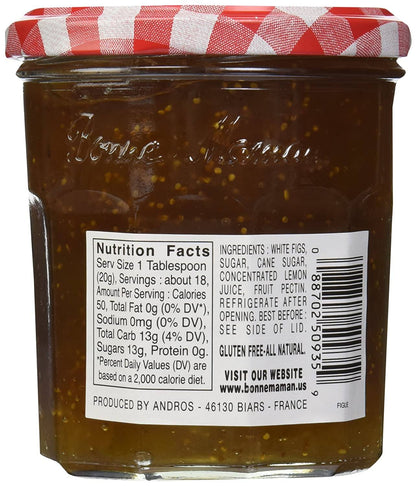 Bonne Maman
Nutrition Facts
Serv Size 1 Tablespoon
(20g), Servings : about 18,
Amount Per Serving : Calories
50, Total Fat 0g (0% DV*),
Sodium 0mg (0% DV),
Total Carb 13g (4% DV),
Sugars 13g, Protein 0g.
*Percent Daily Values (DV) are
based on a 2,000 calorie diet.
INGREDIENTS : WHITE FIGS,
SUGAR, CANE SUGAR,
CONCENTRATED LEMON
JUICE, FRUIT PECTIN.
REFRIGERATE AFTER
OPENING. BEST BEFORE :
SEE SIDE OF LID.
GLUTEN FREE-ALL NATURAL.
VISIT OUR WEBSITE
www.bonnemaman.us
PRODUCED BY ANDROS - 46130 BIARS - FRANCE
0 88702 50935 9
FIGUE